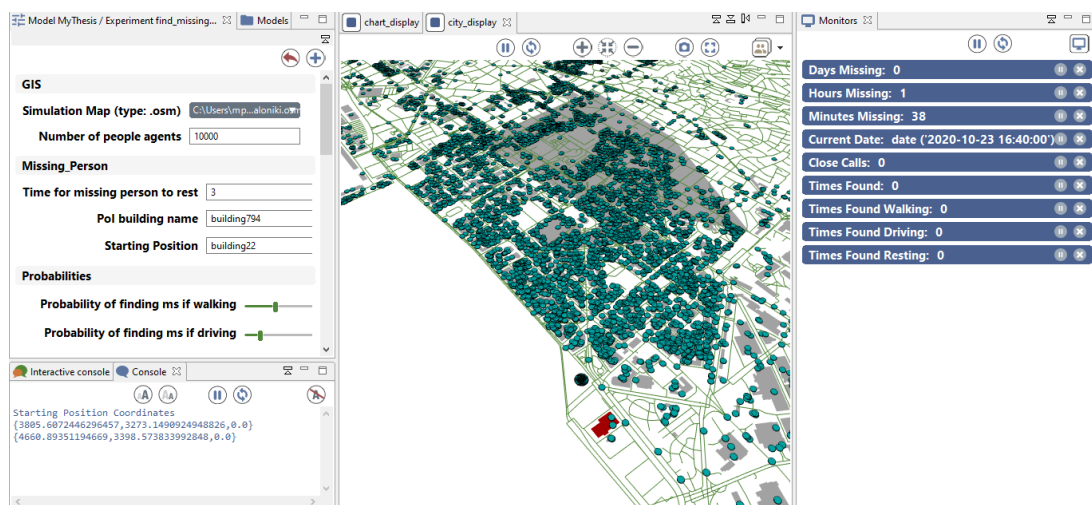 Model MyThesis / Experiment find_missing...
Models
GIS
Simulation Map (type: .osm) C:\Users\mp...aloniki.osm
Number of people agents 10000
Missing_Person
Time for missing person to rest 3
PoI building name building794
Starting Position building22
Probabilities
Probability of finding ms if walking
Probability of finding ms if driving
Interactive console
Console
Starting Position Coordinates
{3805.6072446296457,3273.1490924948826,0.0}
{4660.89351194669,3398.573833992848,0.0}
chart_display
city_display
Monitors
Days Missing: 0
Hours Missing: 1
Minutes Missing: 38
Current Date: date ('2020-10-23 16:40:00')
Close Calls: 0
Times Found: 0
Times Found Walking: 0
Times Found Driving: 0
Times Found Resting: 0